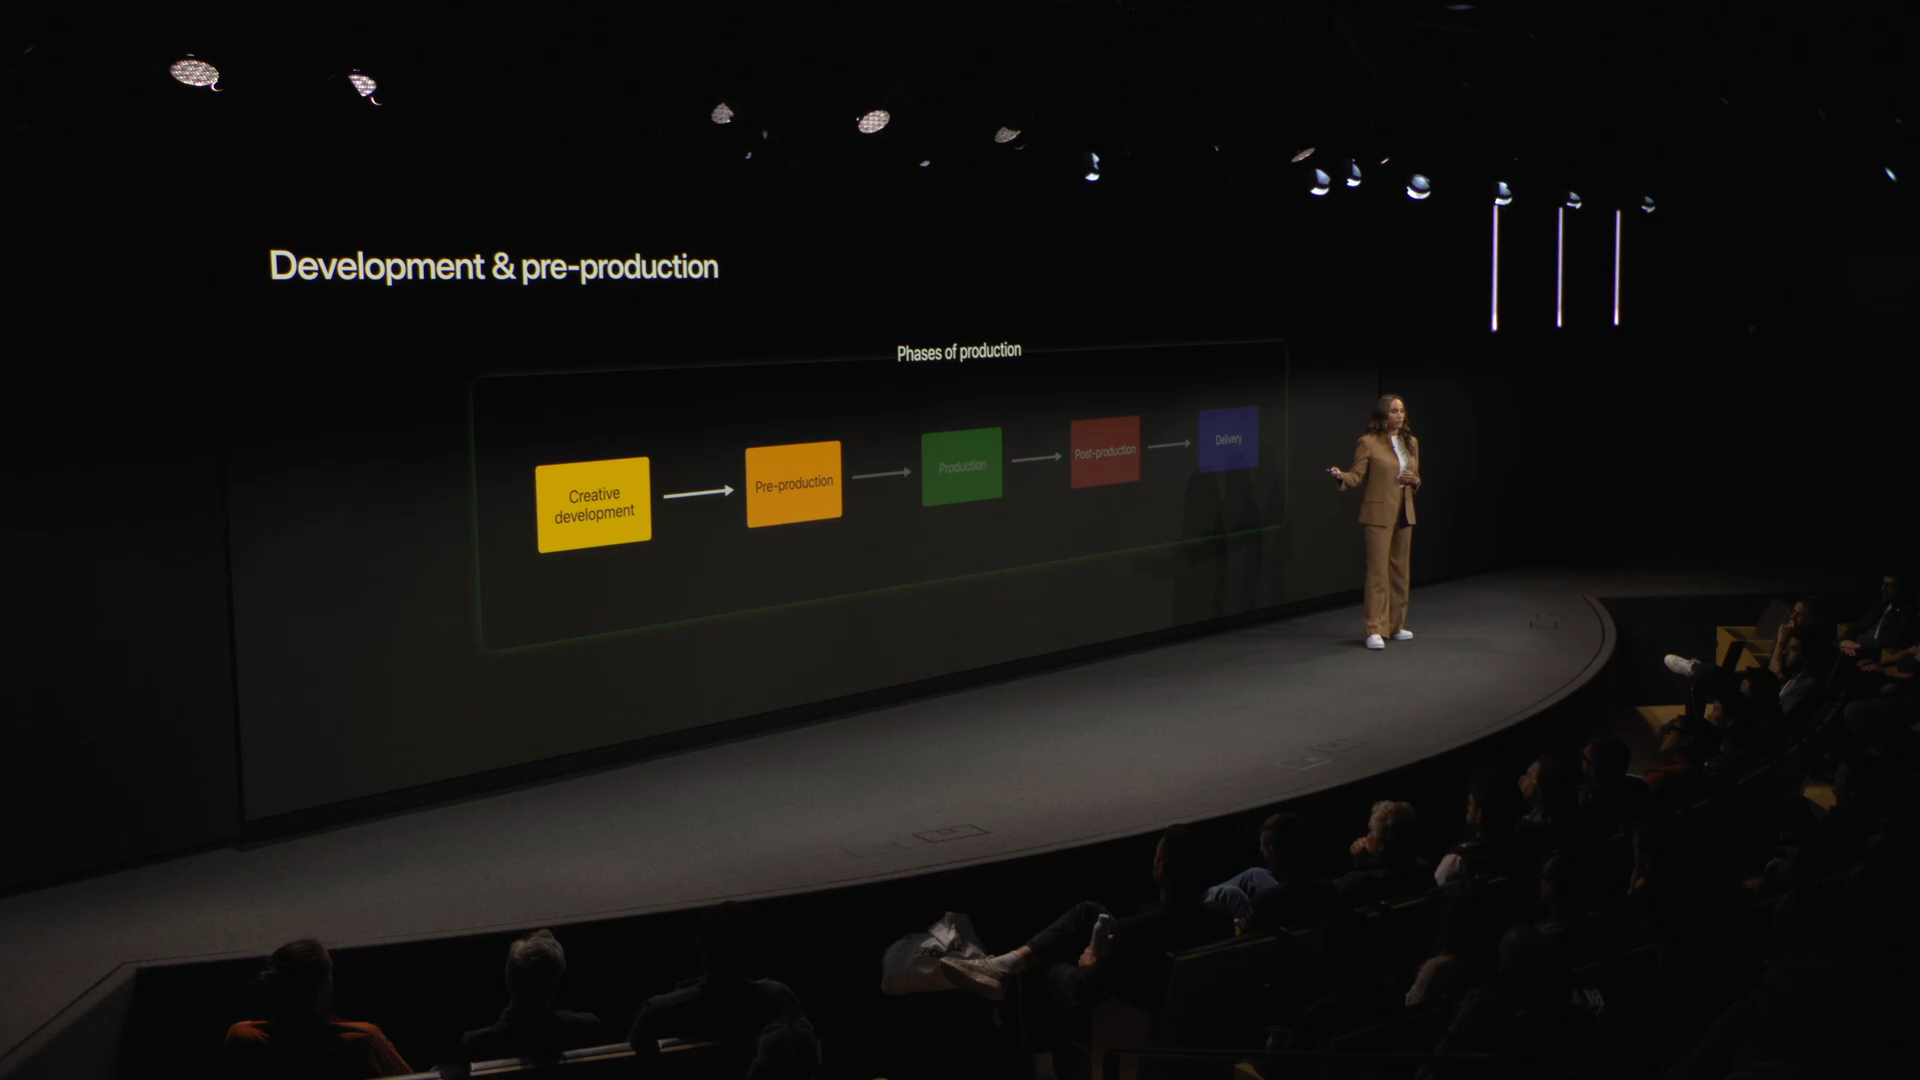 Development & pre-production
Phases of production
Creative
development
Pre-production
Production
Post-production
Delivery